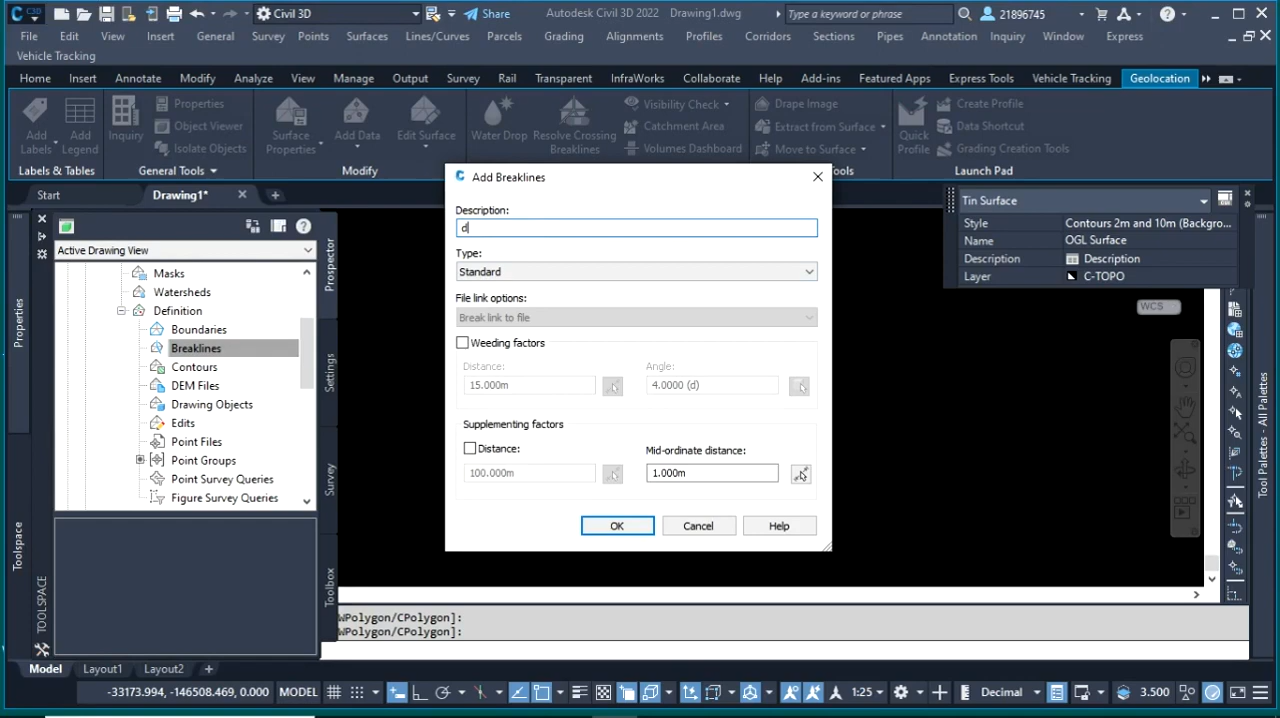 C C3D Civil 3D Share Autodesk Civil 3D 2022 Drawing1.dwg Type a keyword or phrase 21896745
File Edit View Insert General Survey Points Surfaces Lines/Curves Parcels Grading Alignments Profiles Corridors Sections Pipes Annotation Inquiry Window Express
Vehicle Tracking
Home Insert Annotate Modify Analyze View Manage Output Survey Rail Transparent InfraWorks Collaborate Help Add-ins Featured Apps Express Tools Vehicle Tracking Geolocation
Add Labels
Add Legend
Labels & Tables
Inquiry
Properties
Object Viewer
Isolate Objects
General Tools
Surface Properties
Add Data
Edit Surface
Modify
Water Drop
Resolve Crossing Breaklines
Visibility Check
Catchment Area
Volumes Dashboard
Drape Image
Extract from Surface
Move to Surface
ools
Quick Profile
Create Profile
Data Shortcut
Grading Creation Tools
Launch Pad
Start Drawing1* +
Active Drawing View
Masks
Watersheds
Definition
Boundaries
Breaklines
Contours
DEM Files
Drawing Objects
Edits
Point Files
Point Groups
Point Survey Queries
Figure Survey Queries
Properties
Toolspace
TOOLSPACE
Prospector
Settings
Survey
Toolbox
Add Breaklines
Description:
d
Type:
Standard
File link options:
Break link to file
Weeding factors
Distance: Angle:
15.000m 4.0000 (d)
Supplementing factors
Distance: Mid-ordinate distance:
100.000m 1.000m
OK Cancel Help
Tin Surface
Style Contours 2m and 10m (Backgro...
Name OGL Surface
Description Description
Layer C-TOPO
WCS
Tool Palettes - All Palettes
WPolygon/CPolygon]:
WPolygon/CPolygon]:
Model Layout1 Layout2 +
-33173.994, -146508.469, 0.000 MODEL 1:25 Decimal 3.500